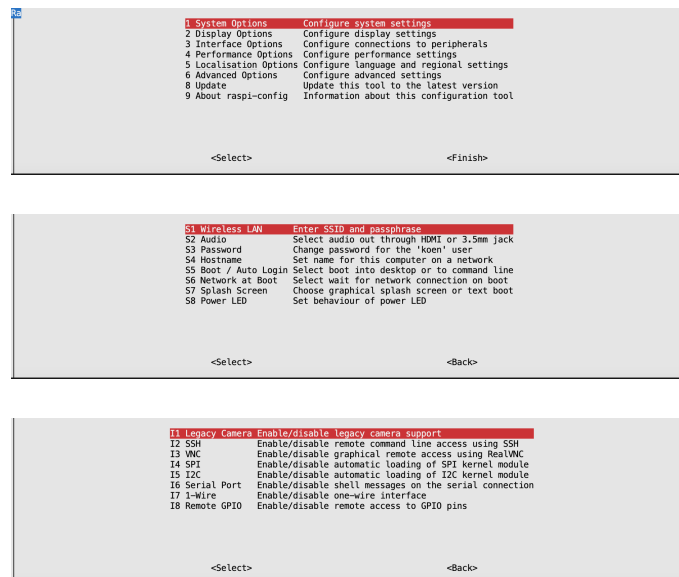 Ra
1 System Options Configure system settings
2 Display Options Configure display settings
3 Interface Options Configure connections to peripherals
4 Performance Options Configure performance settings
5 Localisation Options Configure language and regional settings
6 Advanced Options Configure advanced settings
8 Update Update this tool to the latest version
9 About raspi-config Information about this configuration tool
<Select> <Finish>
S1 Wireless LAN Enter SSID and passphrase
S2 Audio Select audio out through HDMI or 3.5mm jack
S3 Password Change password for the 'koen' user
S4 Hostname Set name for this computer on a network
S5 Boot / Auto Login Select boot into desktop or to command line
S6 Network at Boot Select wait for network connection on boot
S7 Splash Screen Choose graphical splash screen or text boot
S8 Power LED Set behaviour of power LED
<Select> <Back>
I1 Legacy Camera Enable/disable legacy camera support
I2 SSH Enable/disable remote command line access using SSH
I3 VNC Enable/disable graphical remote access using RealVNC
I4 SPI Enable/disable automatic loading of SPI kernel module
I5 I2C Enable/disable automatic loading of I2C kernel module
I6 Serial Port Enable/disable shell messages on the serial connection
I7 1-Wire Enable/disable one-wire interface
I8 Remote GPIO Enable/disable remote access to GPIO pins
<Select> <Back>